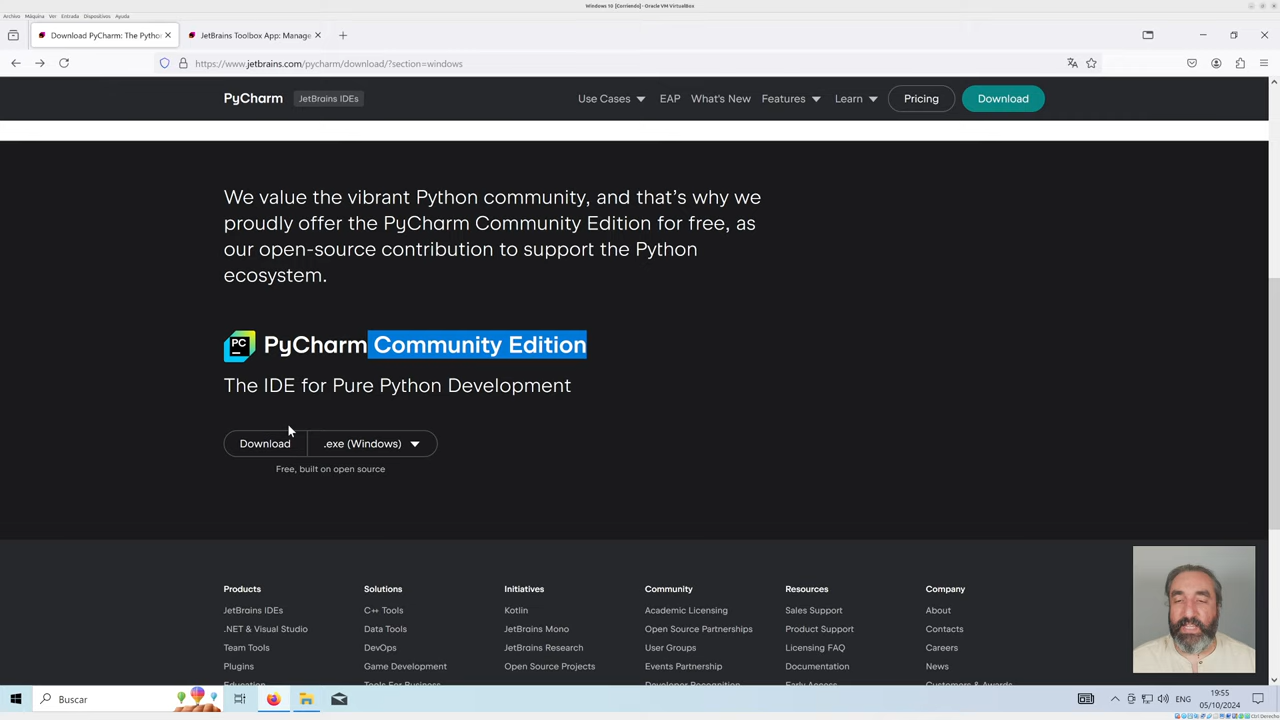 Windows 10 [Corriendo] - Oracle VM VirtualBox
Archivo Máquina Ver Entrada Dispositivos Ayuda
Download PyCharm: The Pytho
JetBrains Toolbox App: Manage
https://www.jetbrains.com/pycharm/download/?section=windows
PyCharm JetBrains IDEs Use Cases EAP What's New Features Learn Pricing Download
We value the vibrant Python community, and that's why we
proudly offer the PyCharm Community Edition for free, as
our open-source contribution to support the Python
ecosystem.
PC
PyCharm Community Edition
The IDE for Pure Python Development
Download .exe (Windows)
Free, built on open source
Products Solutions Initiatives Community Resources Company
JetBrains IDEs C++ Tools Kotlin Academic Licensing Sales Support About
.NET & Visual Studio Data Tools JetBrains Mono Open Source Partnerships Product Support Contacts
Team Tools DevOps JetBrains Research User Groups Licensing FAQ Careers
Plugins Game Development Open Source Projects Events Partnership Documentation News
Buscar
ENG
19:55
05/10/2024
Ctrl Derecho